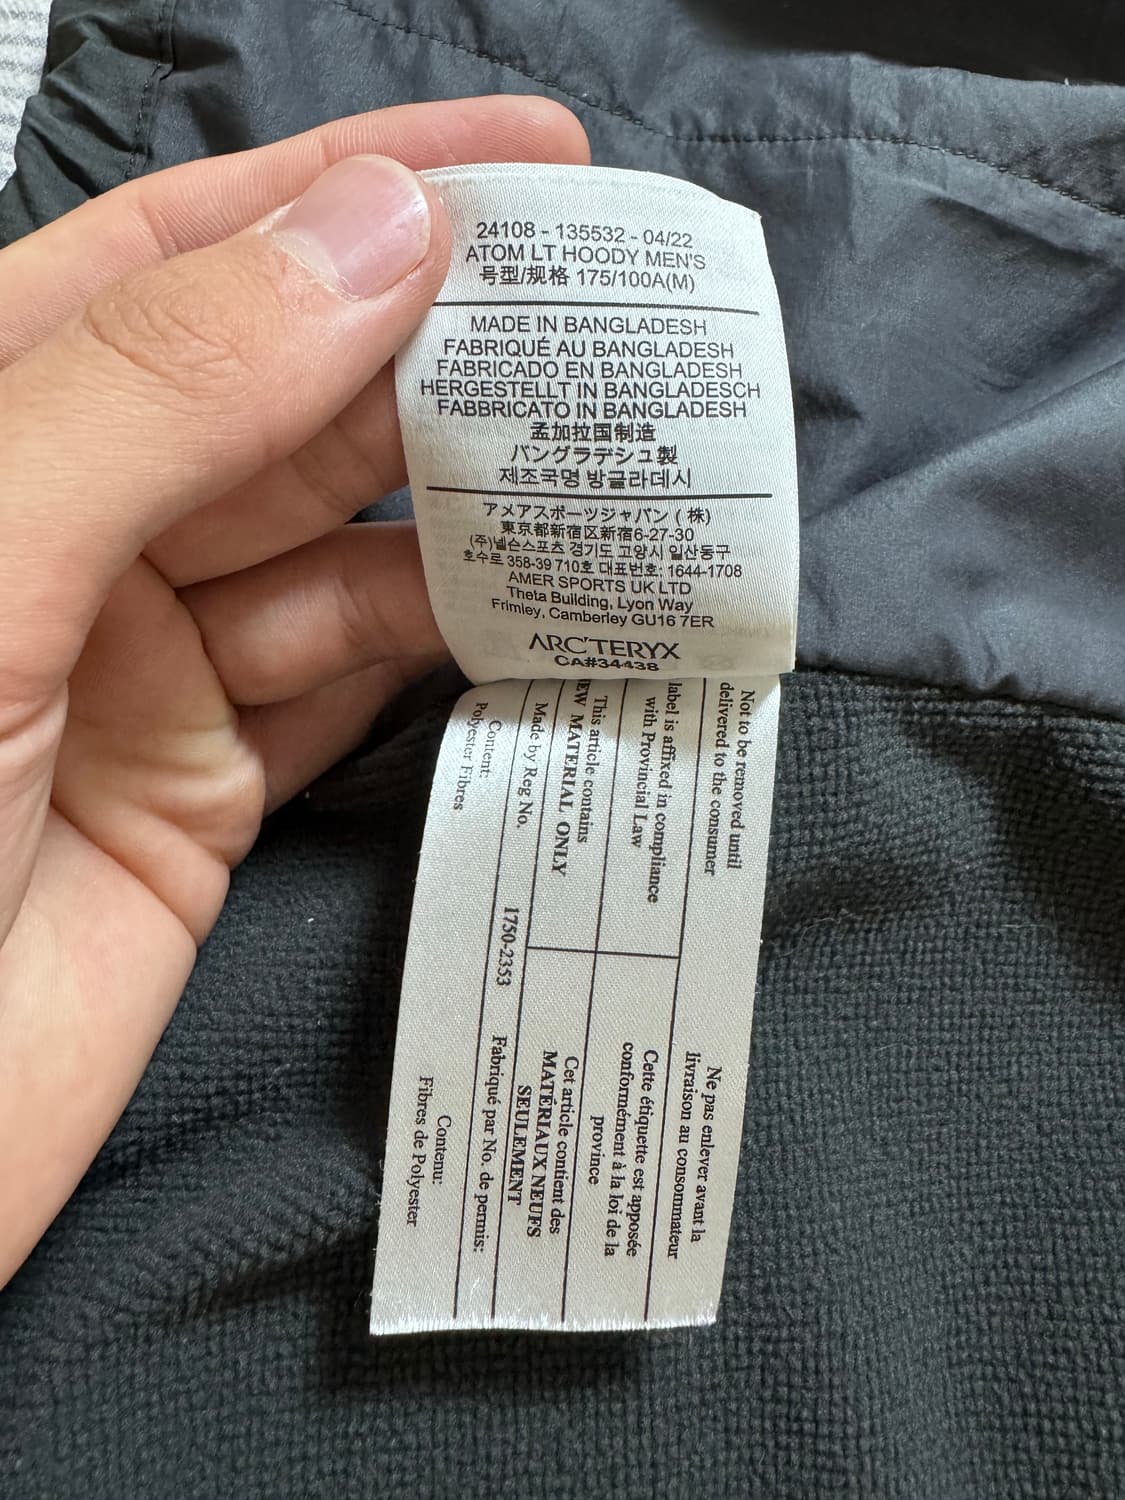 24108 - 135532 - 04/22
ATOM LT HOODY MEN'S
号型/规格 175/100A(M)
MADE IN BANGLADESH
FABRIQUÉ AU BANGLADESH
FABRICADO EN BANGLADESH
HERGESTELLT IN BANGLADESCH
FABBRICATO IN BANGLADESH
孟加拉国制造
バングラデシュ製
제조국명 방글라데시
アメアスポーツジャパン ( 株)
東京都新宿区新宿6-27-30
(주)넬슨스포츠 경기도 고양시 일산동구
호수로 358-39 710호 대표번호: 1644-1708
AMER SPORTS UK LTD
Theta Building, Lyon Way
Frimley, Camberley GU16 7ER
ARC'TERYX
CA#34438
Not to be removed until
delivered to the consumer
Ne pas enlever avant la
livraison au consommateur
label is affixed in compliance
with Provincial Law
Cette étiquette est apposée
conformément à la loi de la
province
This article contains
MATERIAL ONLY
Cet article contient des
MATÉRIAUX NEUFS
SEULEMENT
Made by Reg No. 1750-2353 Fabriqué par No. de permis:
Content:
Polyester Fibres
Contenu:
Fibres de Polyester